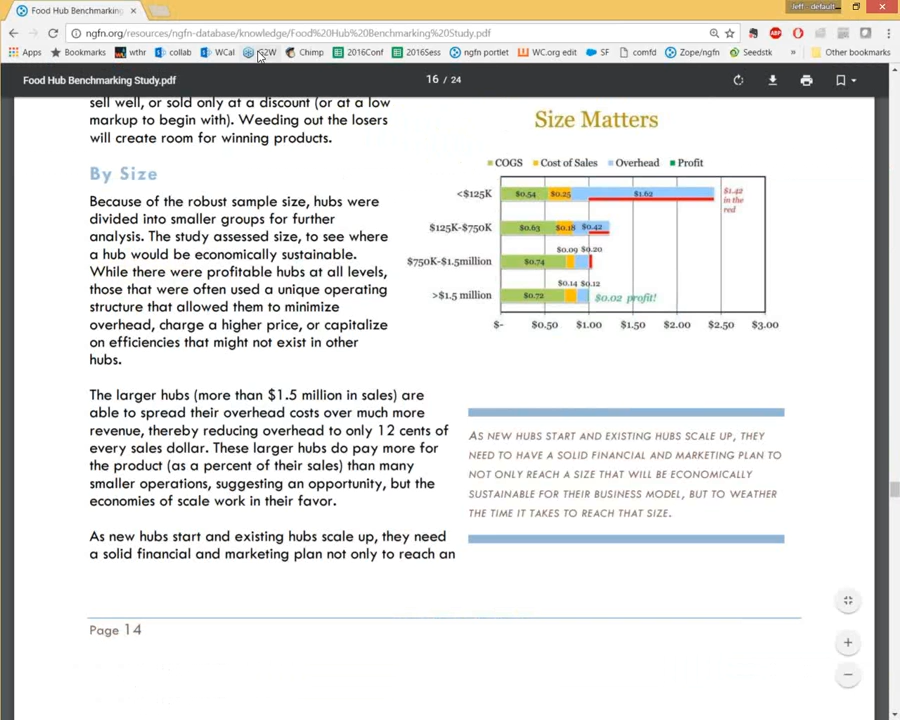 Jeff - default...
Food Hub Benchmarking
ngfn.org/resources/ngfn-database/knowledge/Food%20Hub%20Benchmarking%20Study.pdf
Apps Bookmarks wthr collab WCal G2W Chimp 2016Conf 2016Sess ngfn portlet WC.org edit SF comfd Zope/ngfn Seedstk » Other bookmarks
Food Hub Benchmarking Study.pdf 16 / 24
sell well, or sold only at a discount (or at a low
markup to begin with). Weeding out the losers
will create room for winning products.
By Size
Because of the robust sample size, hubs were
divided into smaller groups for further
analysis. The study assessed size, to see where
a hub would be economically sustainable.
While there were profitable hubs at all levels,
those that were often used a unique operating
structure that allowed them to minimize
overhead, charge a higher price, or capitalize
on efficiencies that might not exist in other
hubs.
The larger hubs (more than $1.5 million in sales) are
able to spread their overhead costs over much more
revenue, thereby reducing overhead to only 12 cents of
every sales dollar. These larger hubs do pay more for
the product (as a percent of their sales) than many
smaller operations, suggesting an opportunity, but the
economies of scale work in their favor.
As new hubs start and existing hubs scale up, they need
a solid financial and marketing plan not only to reach an
Size Matters
COGS Cost of Sales Overhead Profit
<$125K $0.54 $0.25 $1.62
$1.42
in the
red
$125K-$750K $0.63 $0.18 $0.42
$0.09 $0.20
$750K-$1.5million $0.74
$0.14 $0.12
>$1.5 million $0.72 $0.02 profit!
$- $0.50 $1.00 $1.50 $2.00 $2.50 $3.00
AS NEW HUBS START AND EXISTING HUBS SCALE UP, THEY
NEED TO HAVE A SOLID FINANCIAL AND MARKETING PLAN TO
NOT ONLY REACH A SIZE THAT WILL BE ECONOMICALLY
SUSTAINABLE FOR THEIR BUSINESS MODEL, BUT TO WEATHER
THE TIME IT TAKES TO REACH THAT SIZE.
Page 14